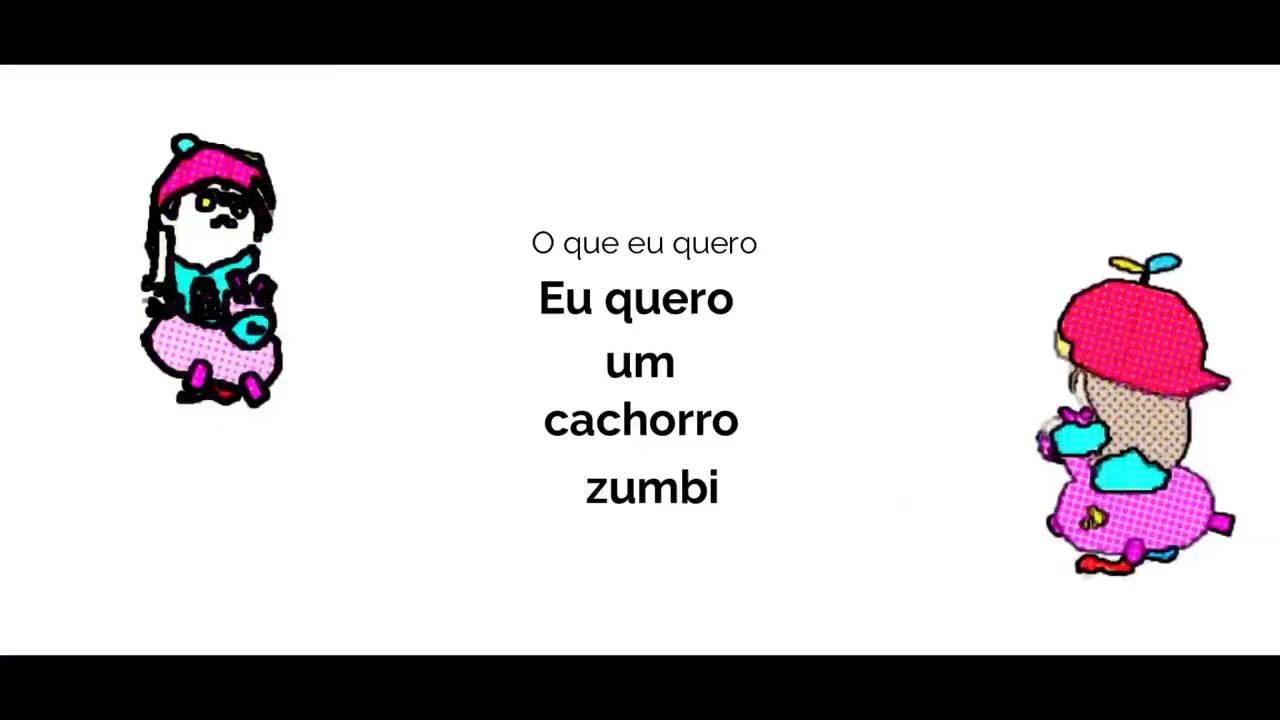 O que eu quero
Eu quero
um
cachorro
zumbi